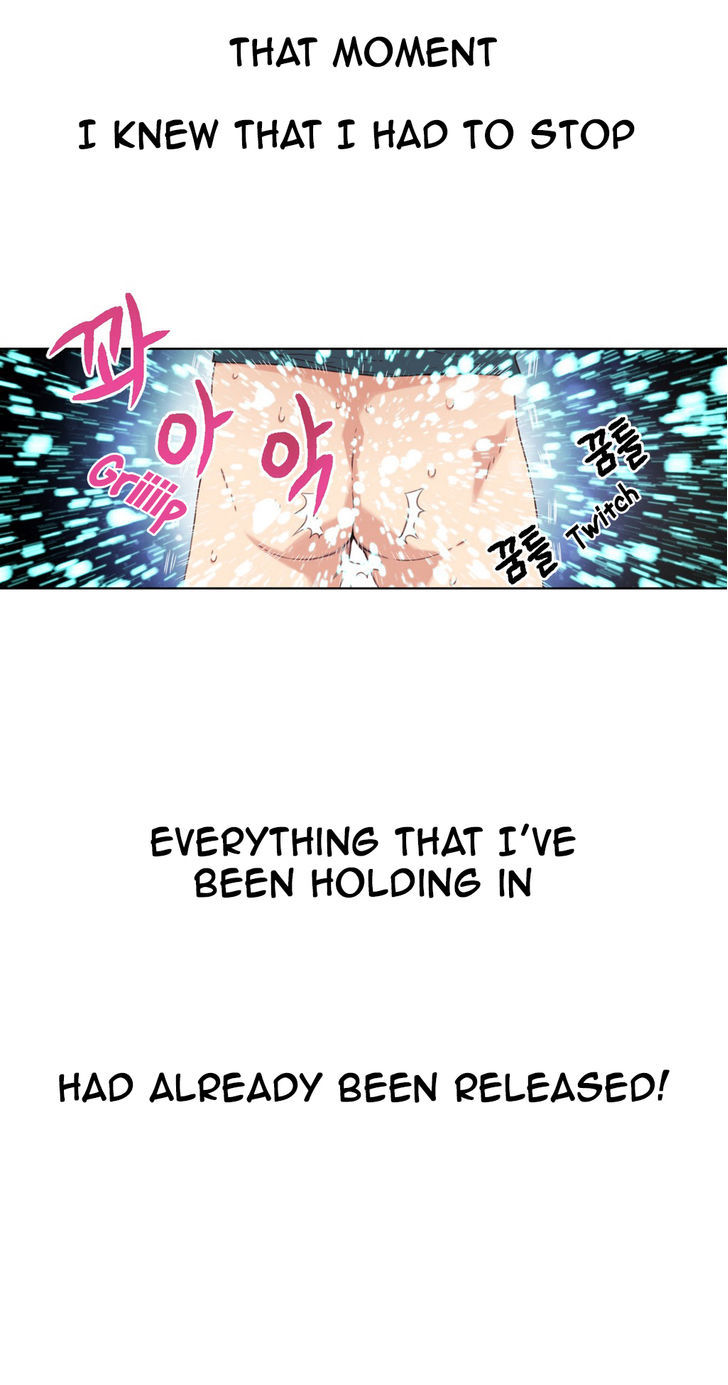 THAT MOMENT
I KNEW THAT I HAD TO STOP
꽈
아
악
Griiiip
꿈틀
Twitch
꿈틀
EVERYTHING THAT I'VE
BEEN HOLDING IN
HAD ALREADY BEEN RELEASED!